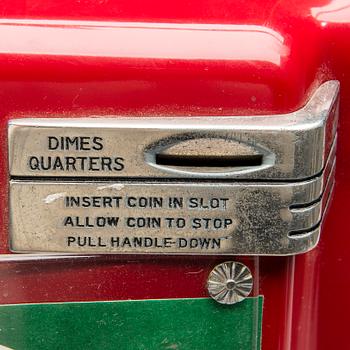 DIMES
QUARTERS
INSERT COIN IN SLOT
ALLOW COIN TO STOP
PULL HANDLE DOWN